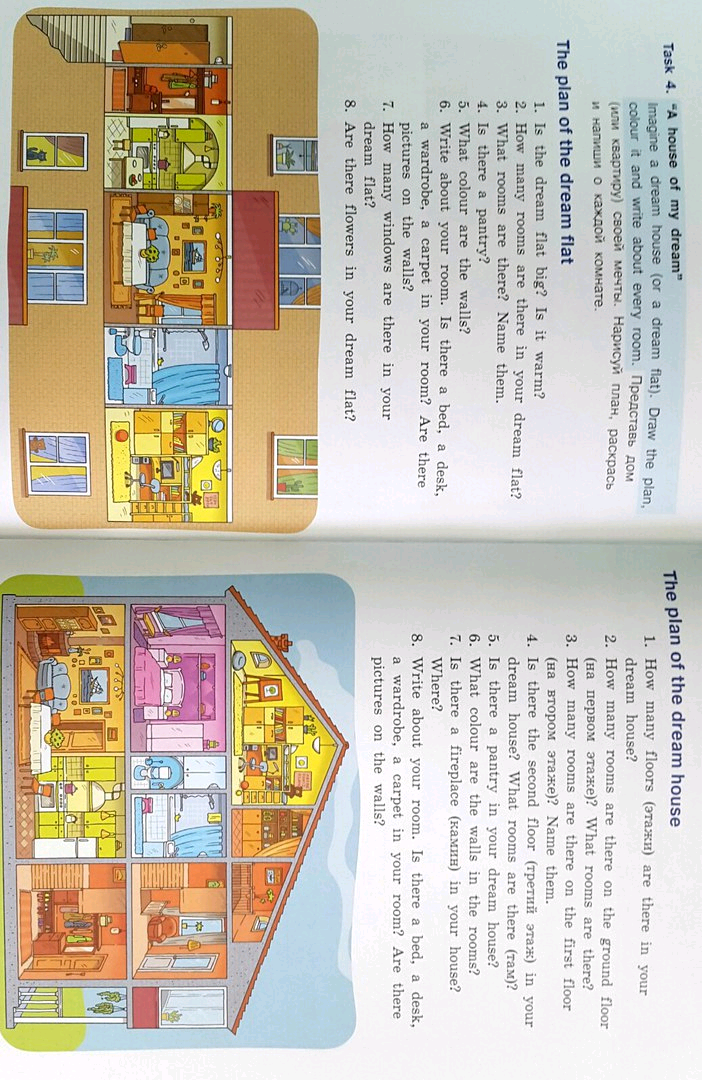 Task 4. "A house of my dream"
Imagine a dream house (or a dream flat). Draw the plan,
colour it and write about every room. Представь дом
(или квартиру) своей мечты. Нарисуй план, раскрась
и напиши о каждой комнате.
The plan of the dream flat
1. Is the dream flat big? Is it warm?
2. How many rooms are there in your dream flat?
3. What rooms are there? Name them.
4. Is there a pantry?
5. What colour are the walls?
6. Write about your room. Is there a bed, a desk,
a wardrobe, a carpet in your room? Are there
pictures on the walls?
7. How many windows are there in your
dream flat?
8. Are there flowers in your dream flat?
The plan of the dream house
1. How many floors (этажи) are there in your
dream house?
2. How many rooms are there on the ground floor
(на первом этаже)? What rooms are there?
3. How many rooms are there on the first floor
(на втором этаже)? Name them.
4. Is there the second floor (третий этаж) in your
dream house? What rooms are there (там)?
5. Is there a pantry in your dream house?
6. What colour are the walls in the rooms?
7. Is there a fireplace (камин) in your house?
Where?
8. Write about your room. Is there a bed, a desk,
a wardrobe, a carpet in your room? Are there
pictures on the walls?